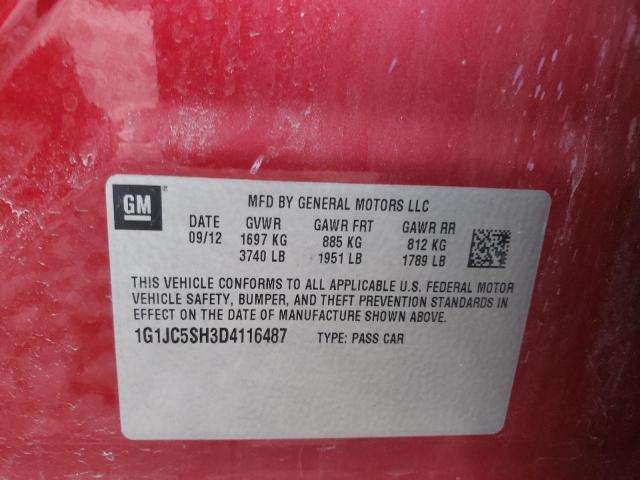 GM
MFD BY GENERAL MOTORS LLC
DATE GVWR GAWR FRT GAWR RR
09/12 1697 KG 885 KG 812 KG
3740 LB 1951 LB 1789 LB
THIS VEHICLE CONFORMS TO ALL APPLICABLE U.S. FEDERAL MOTOR
VEHICLE SAFETY, BUMPER, AND THEFT PREVENTION STANDARDS IN
EFFECT ON THE DATE OF MANUFACTURE SHOWN ABOVE.
1G1JC5SH3D4116487 TYPE: PASS CAR